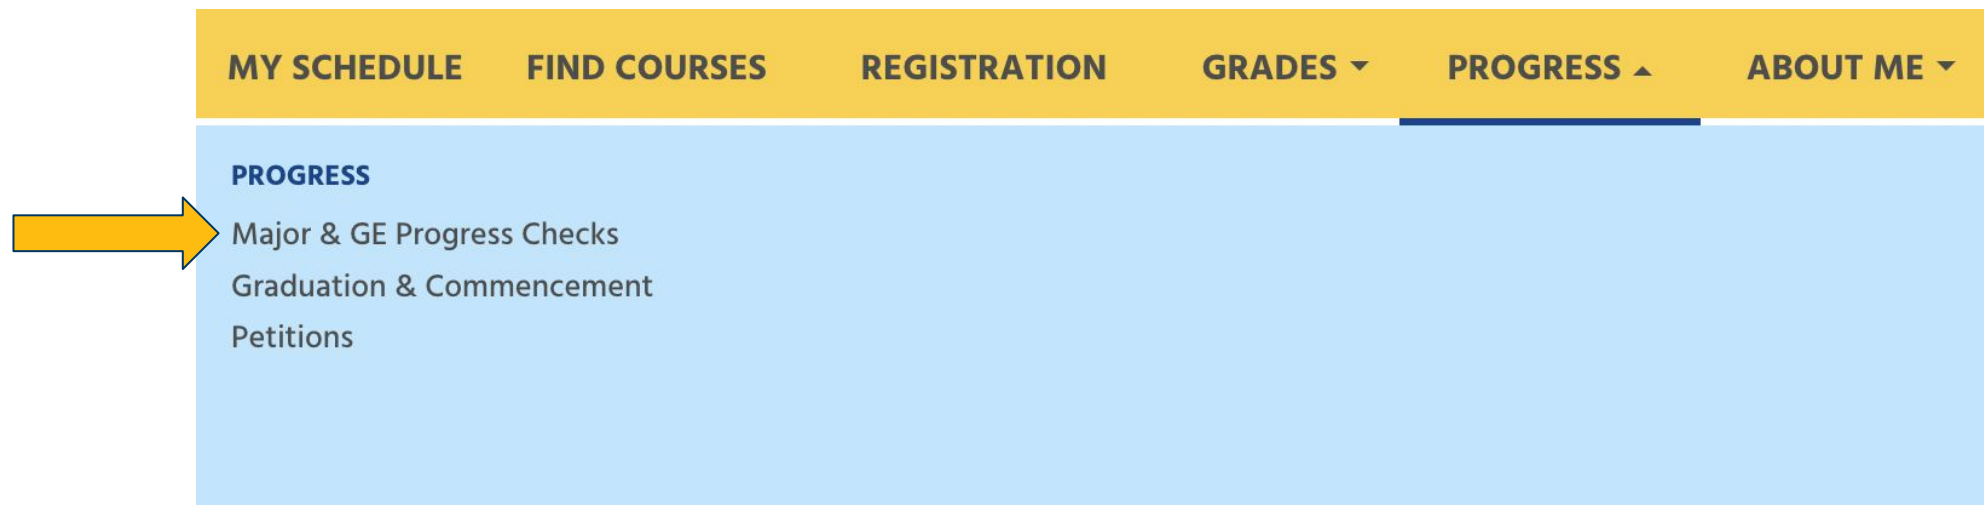 MY SCHEDULE FIND COURSES REGISTRATION GRADES PROGRESS ABOUT ME
PROGRESS
Major & GE Progress Checks
Graduation & Commencement
Petitions